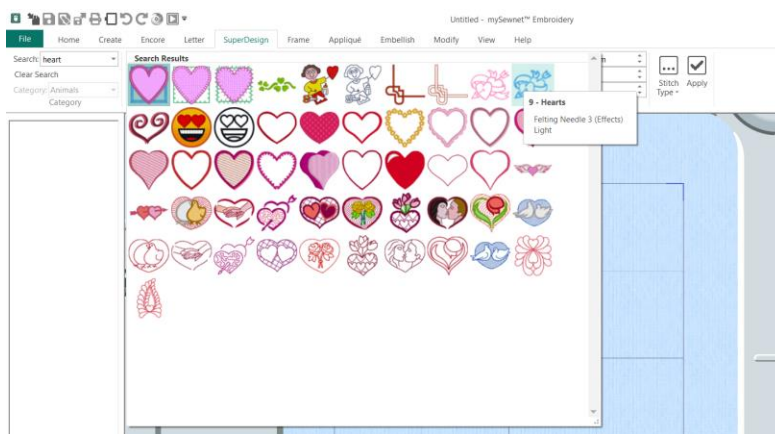 Untitled - mySewnet™ Embroidery
File Home Create Encore Letter SuperDesign Frame Appliqué Embellish Modify View Help
Search: heart
Clear Search
Category: Animals
Category
Search Results
9 - Hearts
Felting Needle 3 (Effects)
Light
Stitch
Type
Apply